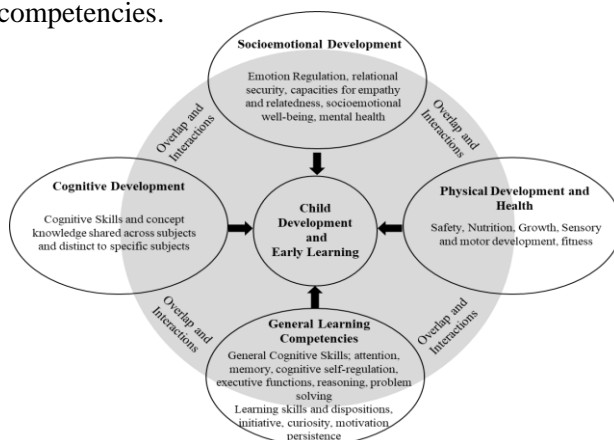 competencies.
Socioemotional Development
Emotion Regulation, relational
security, capacities for empathy
and relatedness, socioemotional
well-being, mental health
Overlap and
Interactions
Overlap and
Interactions
Cognitive Development
Cognitive Skills and concept
knowledge shared across subjects
and distinct to specific subjects
Child
Development
and
Early Learning
Physical Development and
Health
Safety, Nutrition, Growth, Sensory
and motor development, fitness
Overlap and
Interactions
Overlap and
Interactions
General Learning
Competencies
General Cognitive Skills; attention,
memory, cognitive self-regulation,
executive functions, reasoning, problem
solving
Learning skills and dispositions,
initiative, curiosity, motivation
persistence